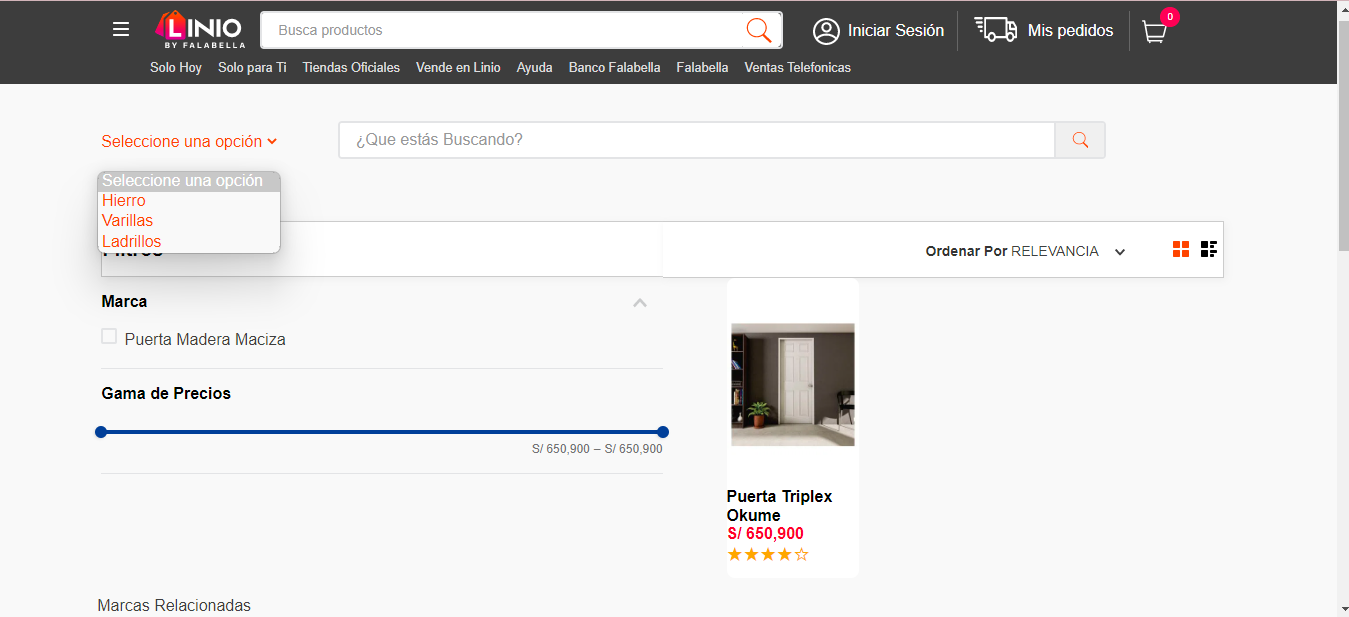 LINIO
BY FALABELLA
Busca productos
Iniciar Sesión
Mis pedidos
0
Solo Hoy
Solo para Ti
Tiendas Oficiales
Vende en Linio
Ayuda
Banco Falabella
Falabella
Ventas Telefonicas
Seleccione una opción
¿Que estás Buscando?
Seleccione una opción
Hierro
Varillas
Ladrillos
Filtros
Ordenar Por RELEVANCIA
Marca
Puerta Madera Maciza
Gama de Precios
S/ 650,900 – S/ 650,900
Puerta Triplex
Okume
S/ 650,900
Marcas Relacionadas